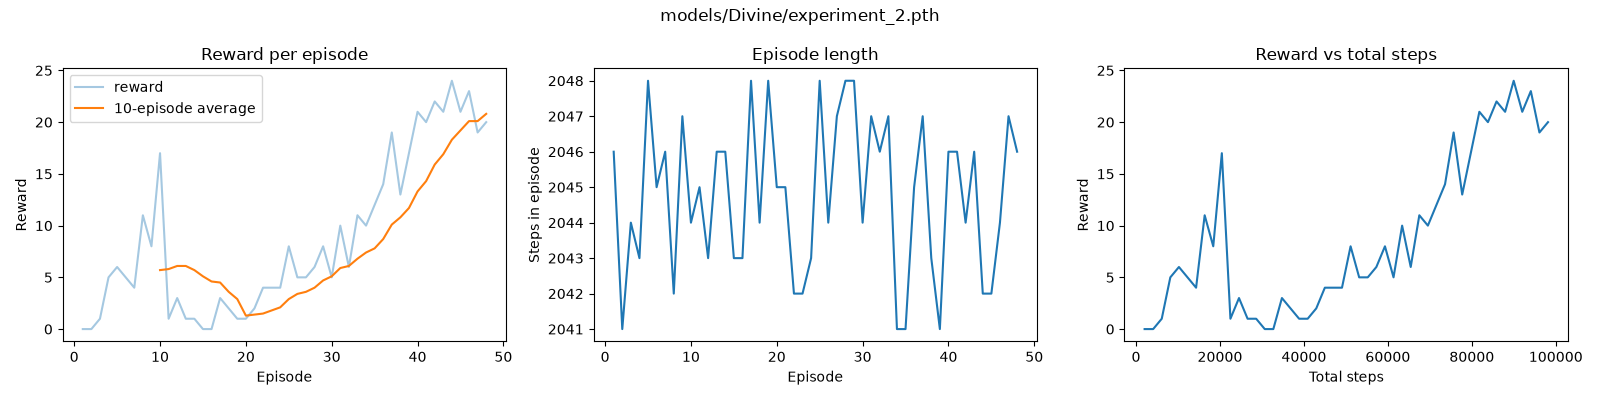 models/Divine/experiment_2.pth
Reward per episode
25
20
15
10
5
0
Reward
reward
10-episode average
0 10 20 30 40 50
Episode
Episode length
2048
2047
2046
2045
2044
2043
2042
2041
Steps in episode
0 10 20 30 40 50
Episode
Reward vs total steps
25
20
15
10
5
0
Reward
0 20000 40000 60000 80000 100000
Total steps